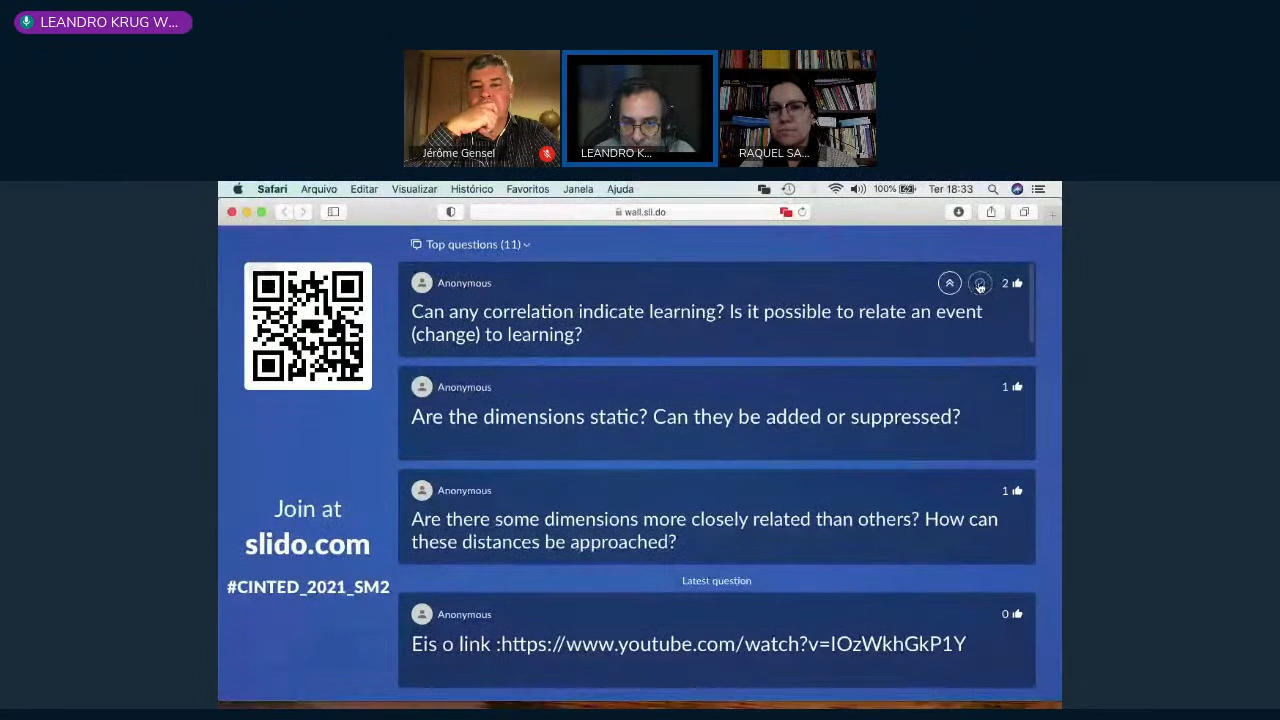 LEANDRO KRUG W...
Jérôme Gensel
LEANDRO K...
RAQUEL SA...
Safari Arquivo Editar Visualizar Histórico Favoritos Janela Ajuda 100% Ter 18:33
wall.sli.do
Top questions (11)
Anonymous 2
Can any correlation indicate learning? Is it possible to relate an event
(change) to learning?
Anonymous 1
Are the dimensions static? Can they be added or suppressed?
Anonymous 1
Are there some dimensions more closely related than others? How can
these distances be approached?
Join at
slido.com
#CINTED_2021_SM2
Latest question
Anonymous 0
Eis o link :https://www.youtube.com/watch?v=IOzWkhGkP1Y